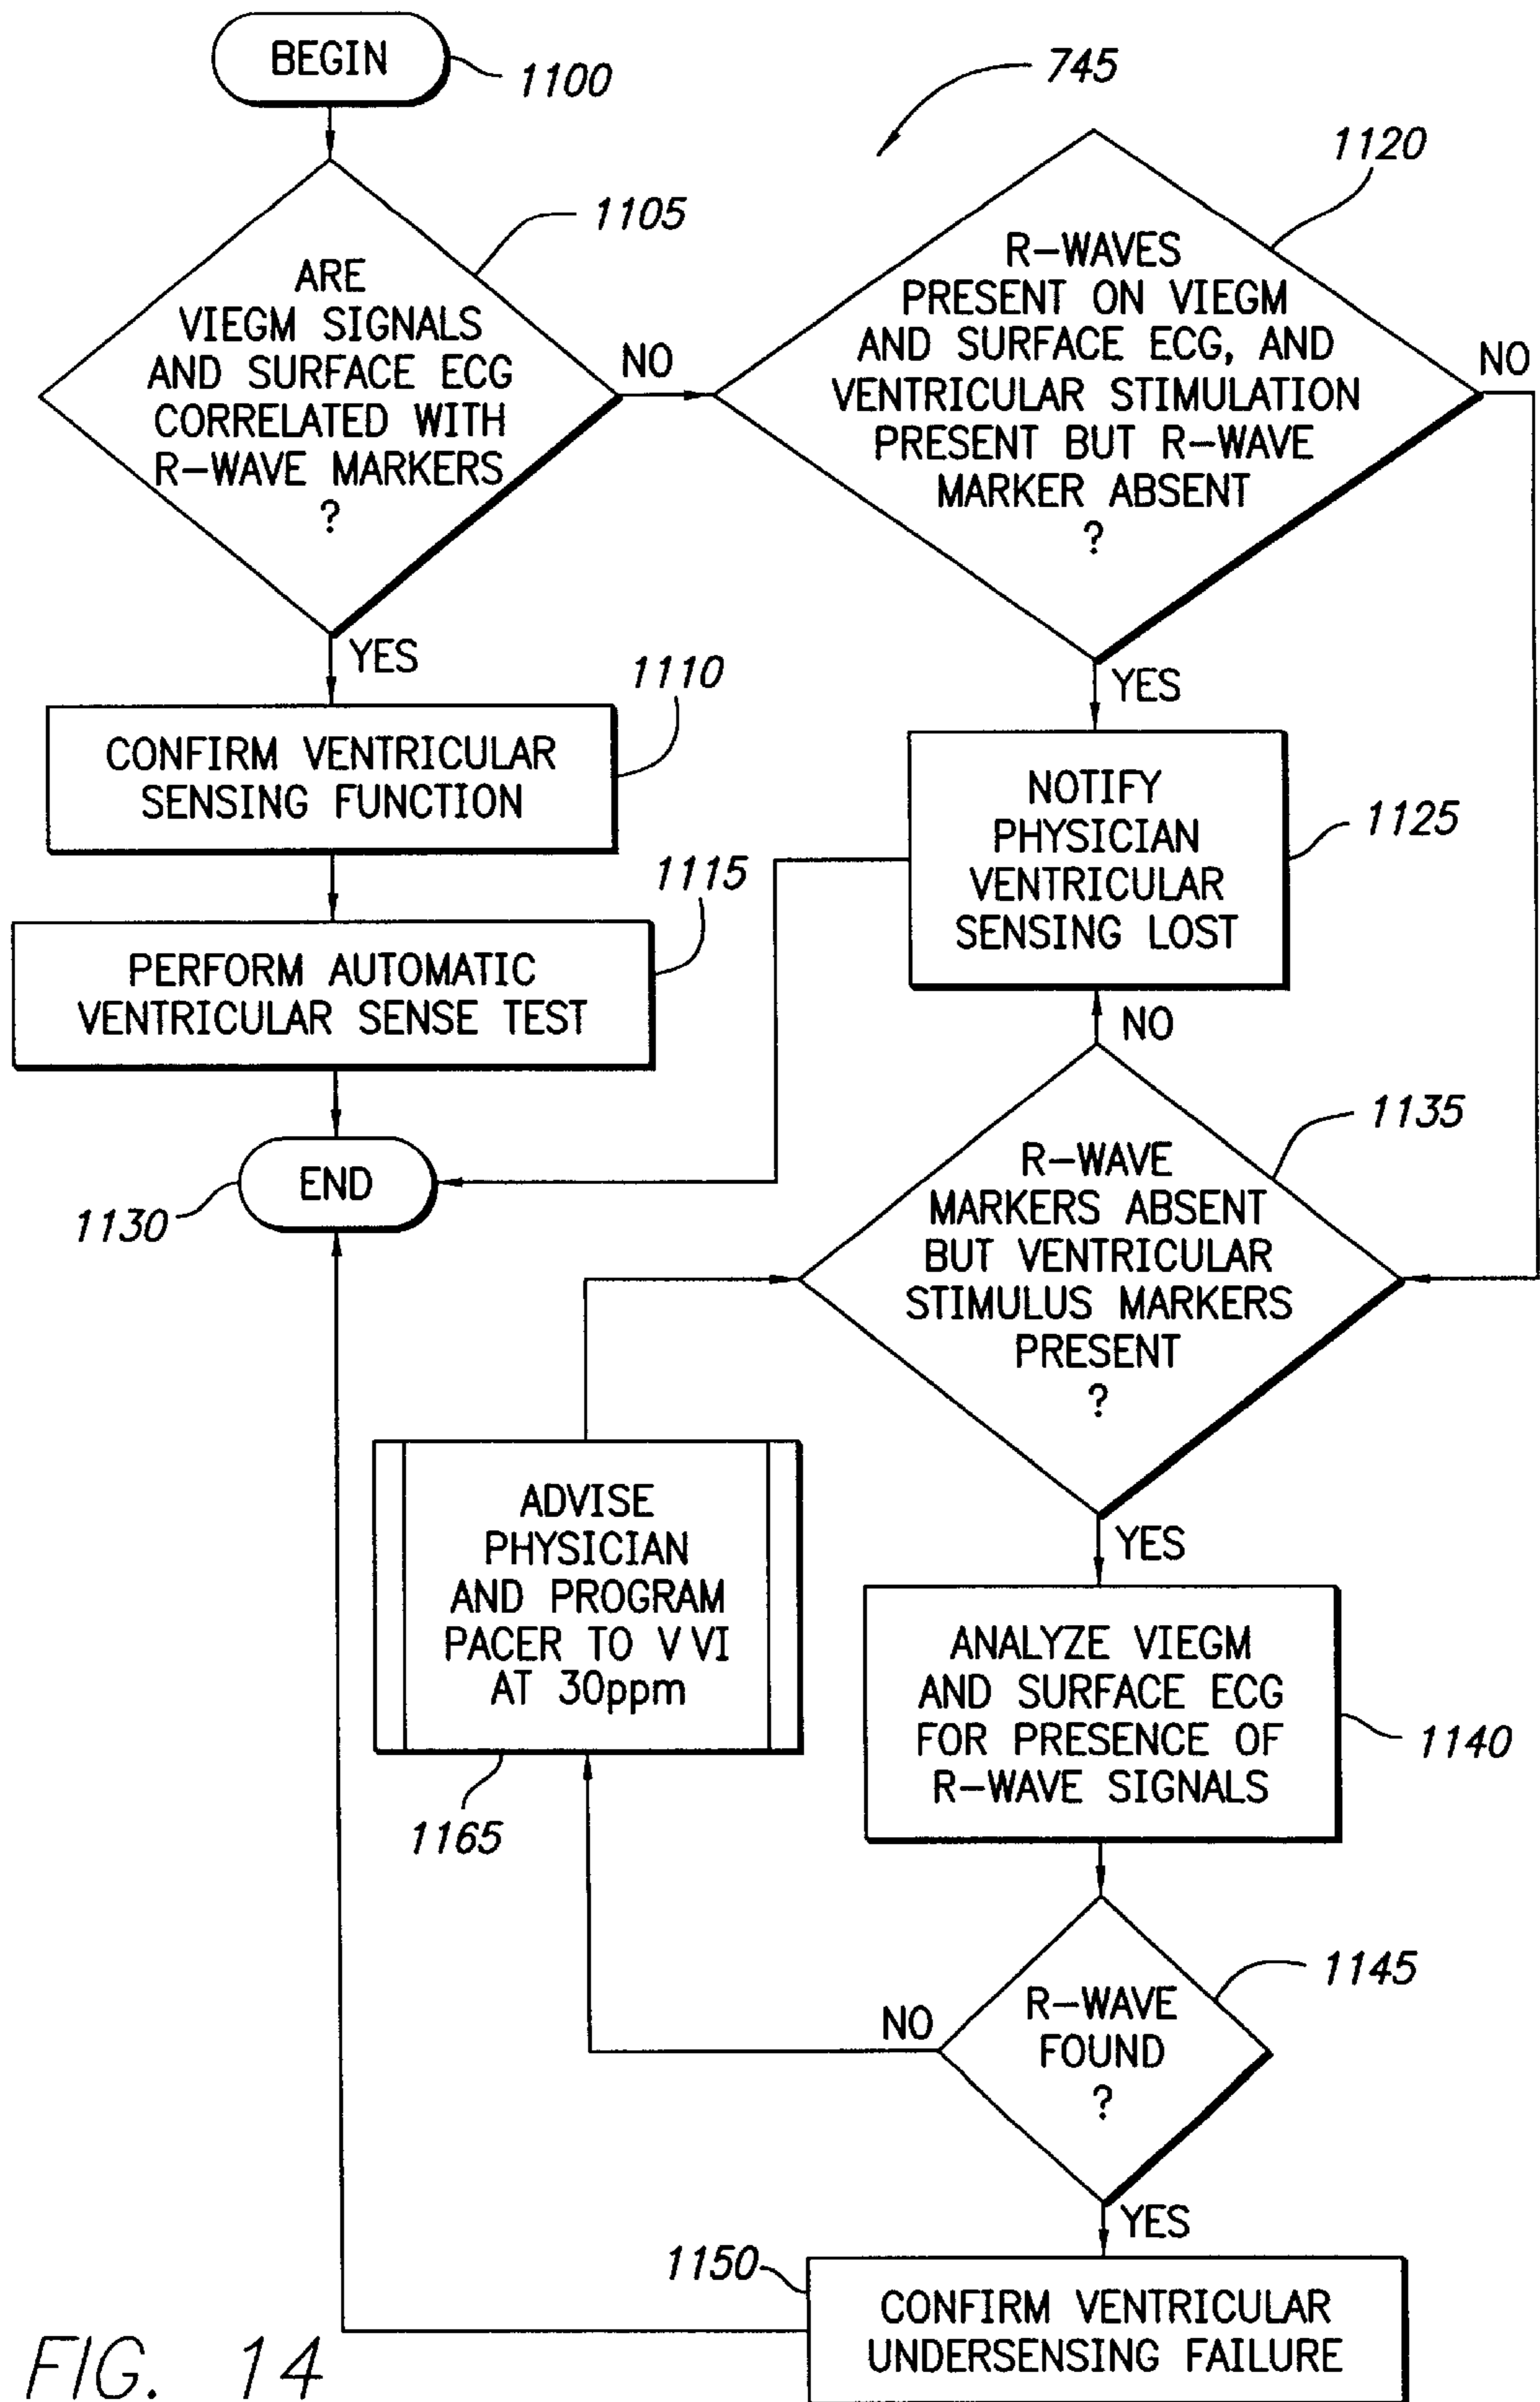 BEGIN
1100
745
1120
1105
ARE
VIEGM SIGNALS
AND SURFACE ECG
CORRELATED WITH
R-WAVE MARKERS
?
NO
R-WAVES
PRESENT ON VIEGM
AND SURFACE ECG, AND
VENTRICULAR STIMULATION
PRESENT BUT R-WAVE
MARKER ABSENT
?
NO
YES
1110
CONFIRM VENTRICULAR
SENSING FUNCTION
1115
PERFORM AUTOMATIC
VENTRICULAR SENSE TEST
END
1130
YES
NOTIFY
PHYSICIAN
VENTRICULAR
SENSING LOST
1125
NO
1135
R-WAVE
MARKERS ABSENT
BUT VENTRICULAR
STIMULUS MARKERS
PRESENT
?
YES
ADVISE
PHYSICIAN
AND PROGRAM
PACER TO V VI
AT 30ppm
1165
ANALYZE VIEGM
AND SURFACE ECG
FOR PRESENCE OF
R-WAVE SIGNALS
1140
1145
R-WAVE
FOUND
?
NO
YES
1150
CONFIRM VENTRICULAR
UNDERSENSING FAILURE
FIG. 14